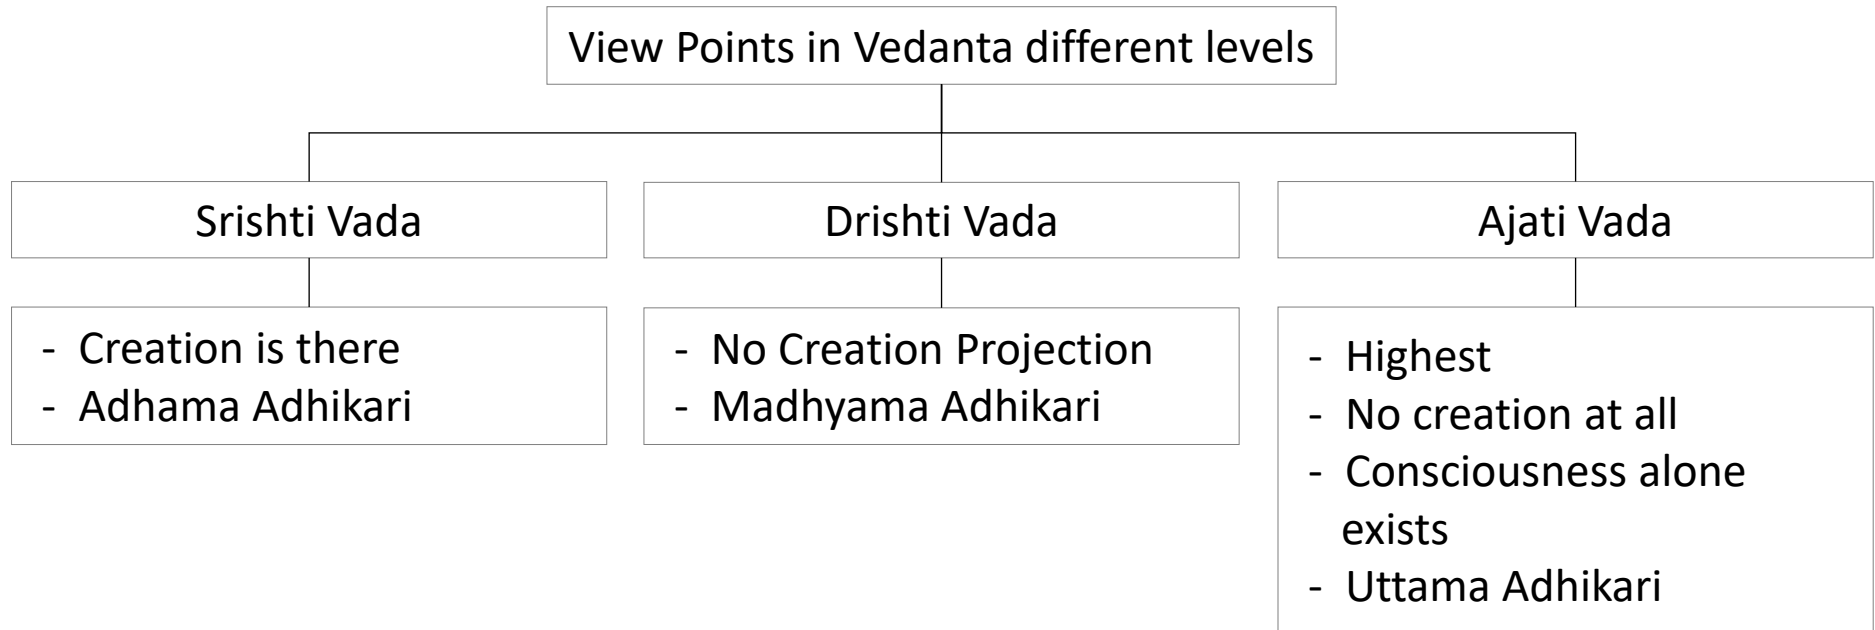 View Points in Vedanta different levels
Srishti Vada
- Creation is there
- Adhama Adhikari
Drishti Vada
- No Creation Projection
- Madhyama Adhikari
Ajati Vada
- Highest
- No creation at all
- Consciousness alone
exists
- Uttama Adhikari